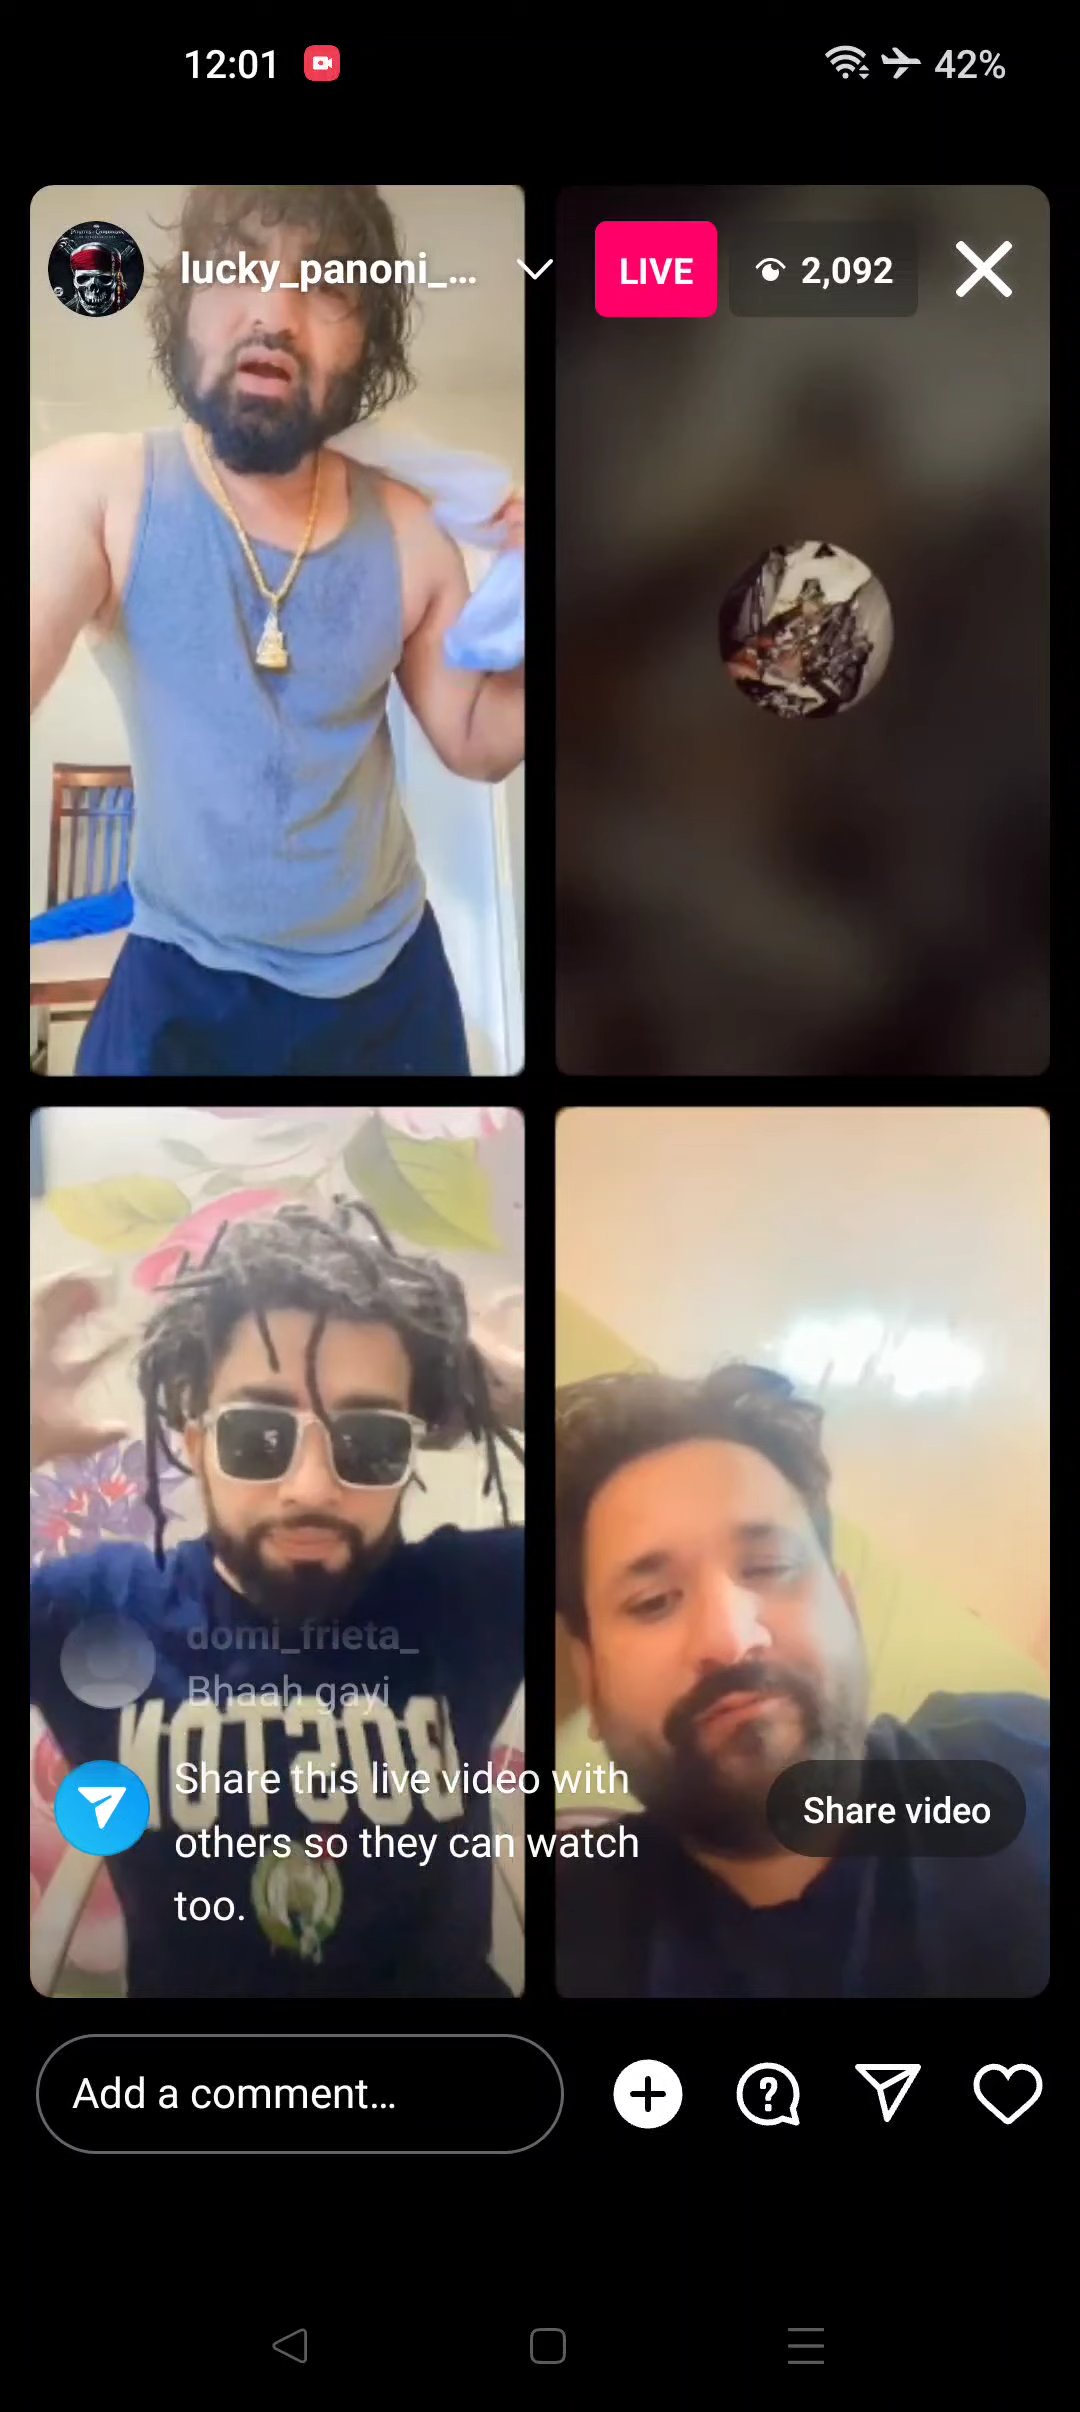 12:01
42%
lucky_panoni_...
LIVE
2,092
domi_frieta_
Bhaah gayi
BOSTON
Share this live video with
others so they can watch
too.
Share video
Add a comment...